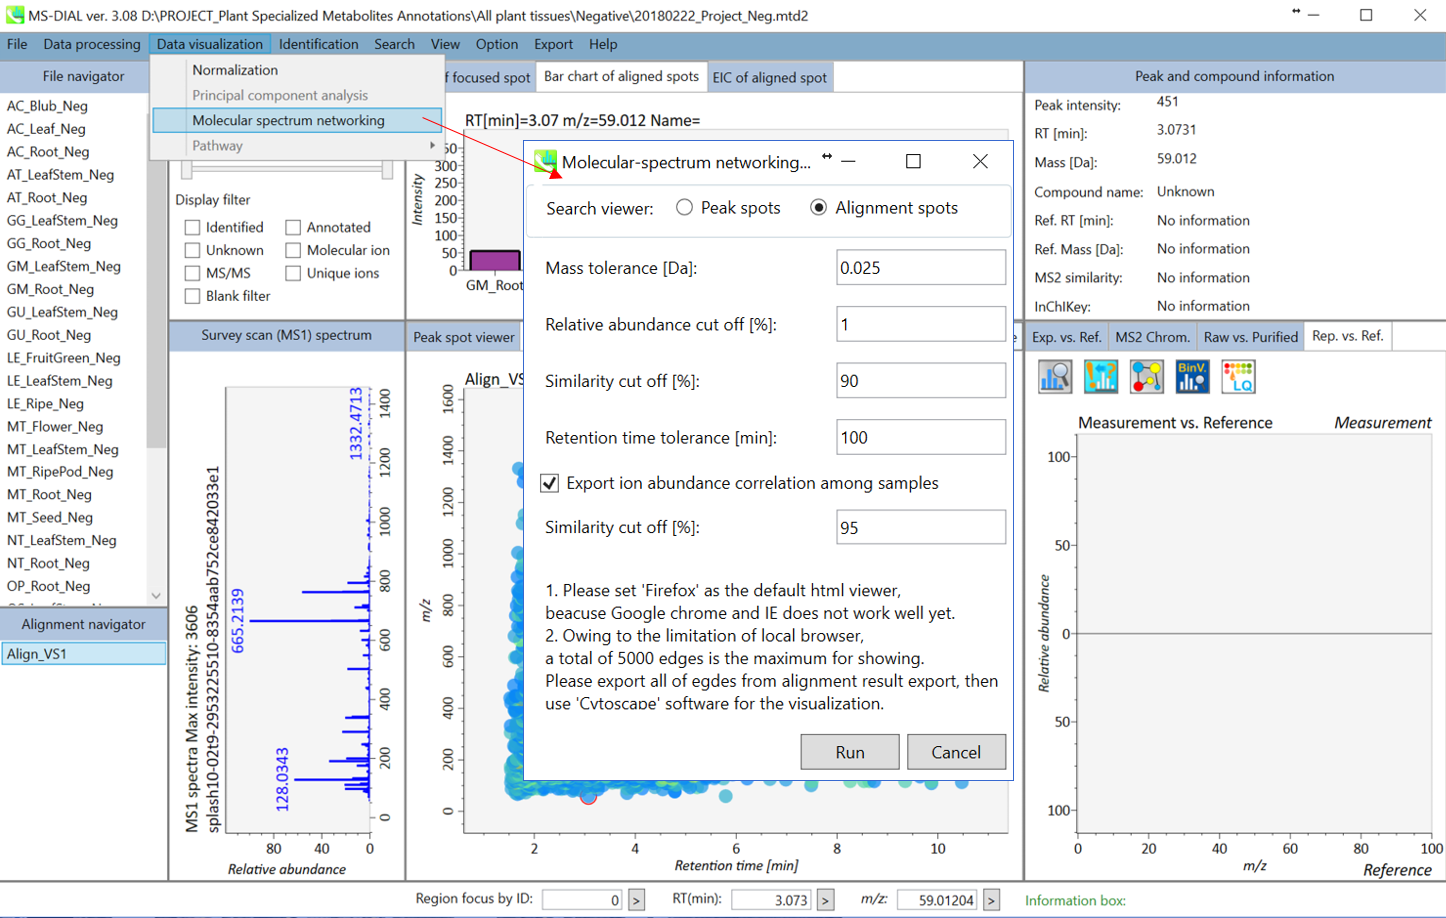 MS-DIAL ver. 3.08 D:\PROJECT_Plant Specialized Metabolites Annotations\All plant tissues\Negative\20180222_Project_Neg.mtd2
File Data processing Data visualization Identification Search View Option Export Help
Normalization
Principal component analysis
Molecular spectrum networking
Pathway
File navigator
AC_Blub_Neg
AC_Leaf_Neg
AC_Root_Neg
AT_LeafStem_Neg
AT_Root_Neg
GG_LeafStem_Neg
GG_Root_Neg
GM_LeafStem_Neg
GM_Root_Neg
GU_LeafStem_Neg
GU_Root_Neg
LE_FruitGreen_Neg
LE_LeafStem_Neg
LE_Ripe_Neg
MT_Flower_Neg
MT_LeafStem_Neg
MT_RipePod_Neg
MT_Root_Neg
MT_Seed_Neg
NT_LeafStem_Neg
NT_Root_Neg
OP_Root_Neg
Alignment navigator
Align_VS1
Display filter
Identified Annotated
Unknown Molecular ion
MS/MS Unique ions
Blank filter
Survey scan (MS1) spectrum
MS1 spectra Max intensity: 3606
splash10-02t9-2953225510-8354aab752ce842033e1
1332.4713
665.2139
128.0343
1400
1200
1000
800
600
400
200
0
80 40 0
Relative abundance
f focused spot Bar chart of aligned spots EIC of aligned spot
RT[min]=3.07 m/z=59.012 Name=
Intensity
350
300
250
200
150
100
50
0
GM_Root
Peak spot viewer
Align_VS
m/z
1600
1400
1200
1000
800
600
400
200
0
2 4 6 8 10
Retention time [min]
Molecular-spectrum networking...
Search viewer: Peak spots Alignment spots
Mass tolerance [Da]: 0.025
Relative abundance cut off [%]: 1
Similarity cut off [%]: 90
Retention time tolerance [min]: 100
Export ion abundance correlation among samples
Similarity cut off [%]: 95
1. Please set 'Firefox' as the default html viewer,
beacuse Google chrome and IE does not work well yet.
2. Owing to the limitation of local browser,
a total of 5000 edges is the maximum for showing.
Please export all of egdes from alignment result export, then
use 'Cytoscape' software for the visualization.
Run Cancel
Peak and compound information
Peak intensity: 451
RT [min]: 3.0731
Mass [Da]: 59.012
Compound name: Unknown
Ref. RT [min]: No information
Ref. Mass [Da]: No information
MS2 similarity: No information
InChIKey: No information
e Exp. vs. Ref. MS2 Chrom. Raw vs. Purified Rep. vs. Ref.
BinV.
LQ
Measurement vs. Reference Measurement
Relative abundance
100
50
0
50
100
0 20 40 60 80 100
m/z
Reference
Region focus by ID: 0 > RT(min): 3.073 > m/z: 59.01204 > Information box: